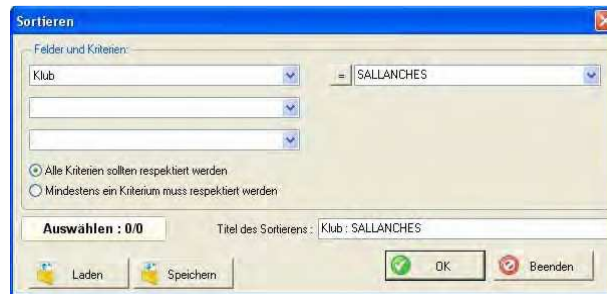 Sortieren
Felder und Kriterien:
Klub = SALLANCHES
Alle Kriterien sollten respektiert werden
Mindestens ein Kriterium muss respektiert werden
Auswählen : 0/0 Titel des Sortierens : Klub : SALLANCHES
Laden Speichern OK Beenden